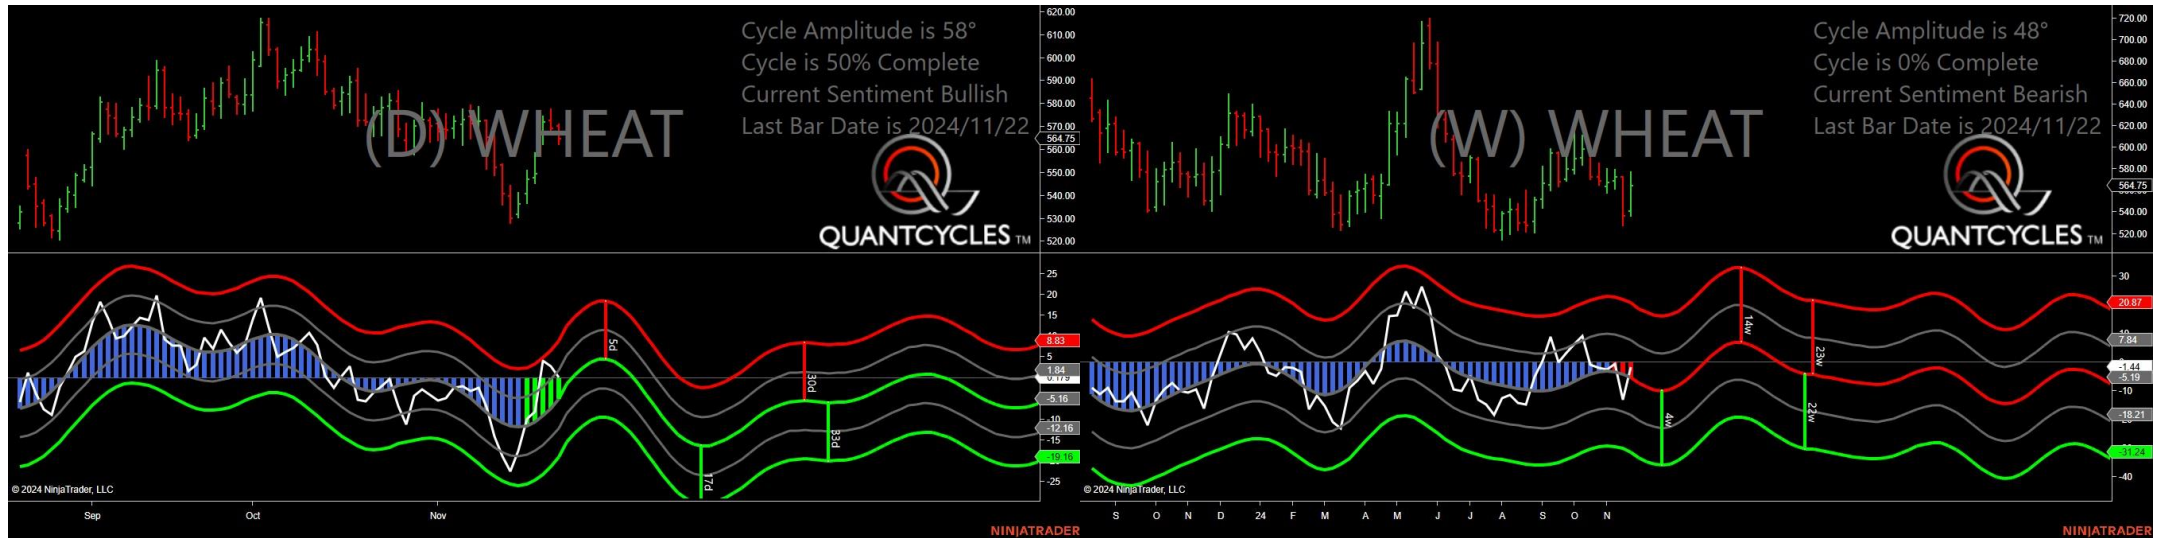 Cycle Amplitude is 58°
Cycle is 50% Complete
Current Sentiment Bullish
Last Bar Date is 2024/11/22
(D) WHEAT
QUANTCYCLES TM
620.00
610.00
600.00
590.00
580.00
570.00
564.75
560.00
550.00
540.00
530.00
520.00
25
20
15
8.83
5
1.84
-5.16
-10
-12.16
-15
-19.16
-25
5d
17d
30d
33d
© 2024 NinjaTrader, LLC
Sep
Oct
Nov
NINJATRADER
Cycle Amplitude is 48°
Cycle is 0% Complete
Current Sentiment Bearish
Last Bar Date is 2024/11/22
(W) WHEAT
QUANTCYCLES TM
720.00
700.00
680.00
660.00
640.00
620.00
600.00
580.00
564.75
540.00
520.00
30
20.87
7.84
-1.44
-5.19
-10
-18.21
-31.24
-40
4w
14w
22w
23w
© 2024 NinjaTrader, LLC
S
O
N
D
24
F
M
A
M
J
J
A
S
O
N
NINJATRADER